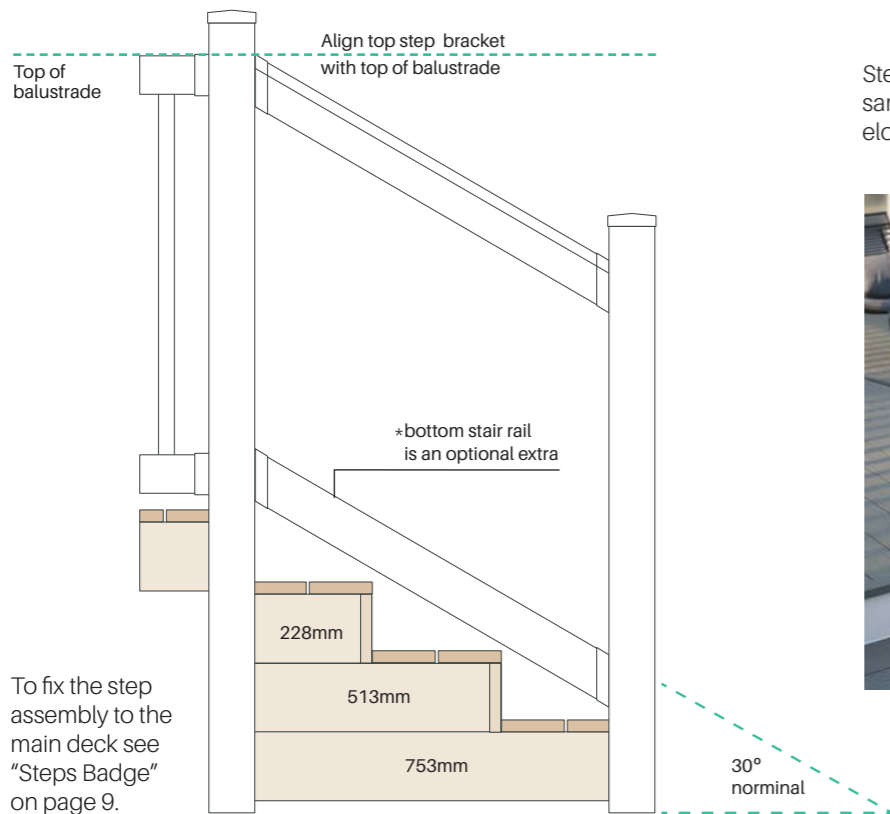 Align top step bracket
with top of balustrade
Top of
balustrade
*bottom stair rail
is an optional extra
228mm
513mm
753mm
To fix the step
assembly to the
main deck see
"Steps Badge"
on page 9.
30°
norminal